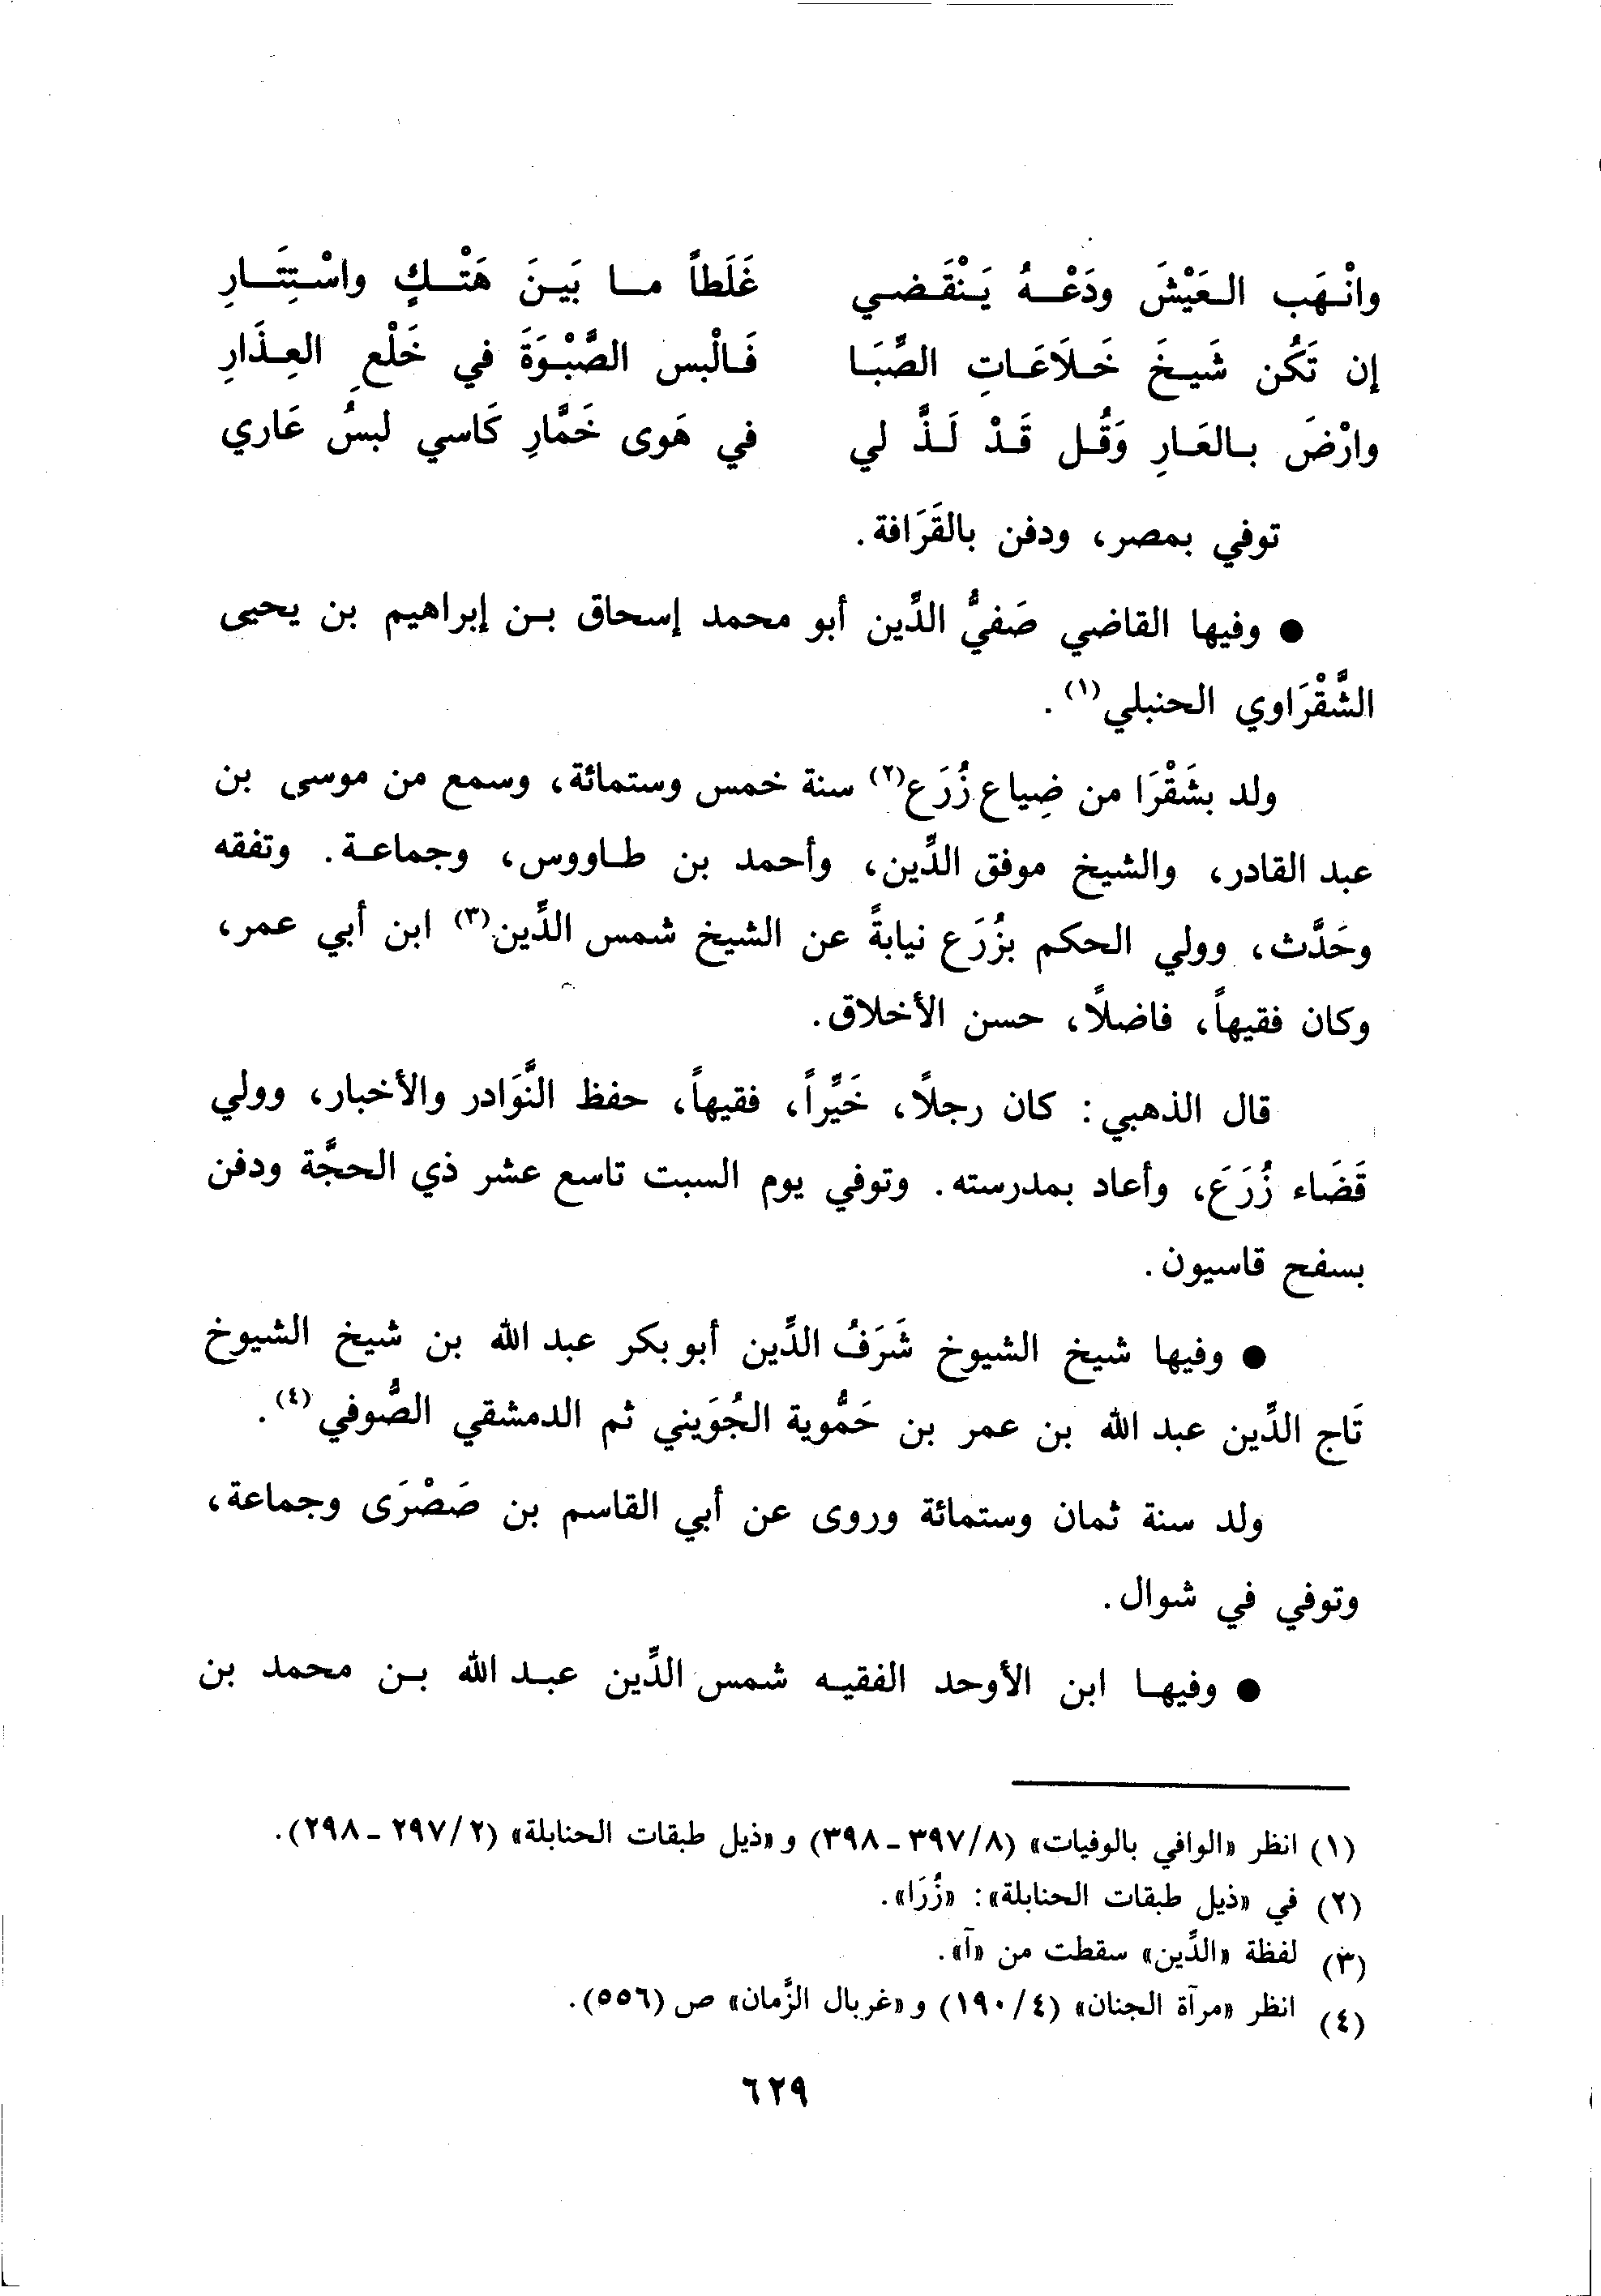 وانْهَب العَيْشَ ودَعْهُ يَنْقَضي غَلَطاً ما بَينَ هَتْكٍ واسْتِتَارِ
إن تَكُن شَيخَ خَلَاعَاتِ الصِّبَا فَالْبس الصَّبْوَةَ في خَلْعِ العِذَارِ
وارْضَ بالعَارِ وَقُل قَدْ لَذَّ لي في هَوى خَمَّارِ كَاسي لبسُ عَاري
توفي بمصر، ودفن بالقَرَافة.
● وفيها القاضي صَفيُّ الدِّين أبو محمد إسحاق بن إبراهيم بن يحيى
الشَّقْرَاوي الحنبلي(١).
ولد بشَقْرَا من ضِياع زُرَع(٢) سنة خمس وستمائة، وسمع من موسى بن
عبد القادر، والشيخ موفق الدِّين، وأحمد بن طاووس، وجماعة. وتفقه
وحَدَّث، وولي الحكم بزُرَع نيابةً عن الشيخ شمس الدِّين(٣) ابن أبي عمر،
وكان فقيهاً، فاضلاً، حسن الأخلاق.
قال الذهبي: كان رجلاً، خَيِّراً، فقيهاً، حفظ النَّوَادر والأخبار، وولي
قَضَاء زُرَعَ، وأعاد بمدرسته. وتوفي يوم السبت تاسع عشر ذي الحجَّة ودفن
بسفح قاسيون.
● وفيها شيخ الشيوخ شَرَفُ الدِّين أبو بكر عبد الله بن شيخ الشيوخ
تَاج الدِّين عبد الله بن عمر بن حَمُّوية الجُوَيني ثم الدمشقي الصُّوفي(٤).
ولد سنة ثمان وستمائة وروى عن أبي القاسم بن صَصْرَى وجماعة،
وتوفي في شوال.
● وفيها ابن الأوحد الفقيه شمس الدِّين عبد الله بن محمد بن
(١) انظر «الوافي بالوفيات» (٨/ ٣٩٧ - ٣٩٨) و «ذيل طبقات الحنابلة» (٢/ ٢٩٧ - ٢٩٨).
(٢) في «ذيل طبقات الحنابلة»: «زُرَا».
(٣) لفظة «الدِّين» سقطت من «آ».
(٤) انظر «مرآة الجنان» (٤/ ١٩٠) و «غربال الزَّمان» ص (٥٥٦).
٦٢٩